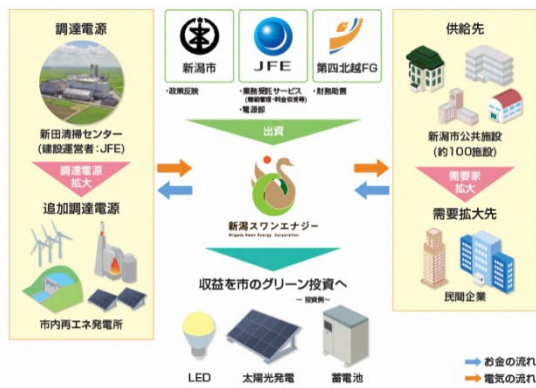 調達電源
新田清掃センター
(建設運営者:JFE)
調達電源
拡大
追加調達電源
市内再エネ発電所
新潟市
JFE
第四北越FG
・政策反映
・業務受託サービス
(需給管理・料金収受等)
・電源卸
・財務助言
出資
新潟スワンエナジー
Niigata Swan Energy Corporation
収益を市のグリーン投資へ
～ 投資例～
LED
太陽光発電
蓄電池
供給先
新潟市公共施設
(約100施設)
需要家
拡大
需要拡大先
民間企業
お金の流れ
電気の流れ